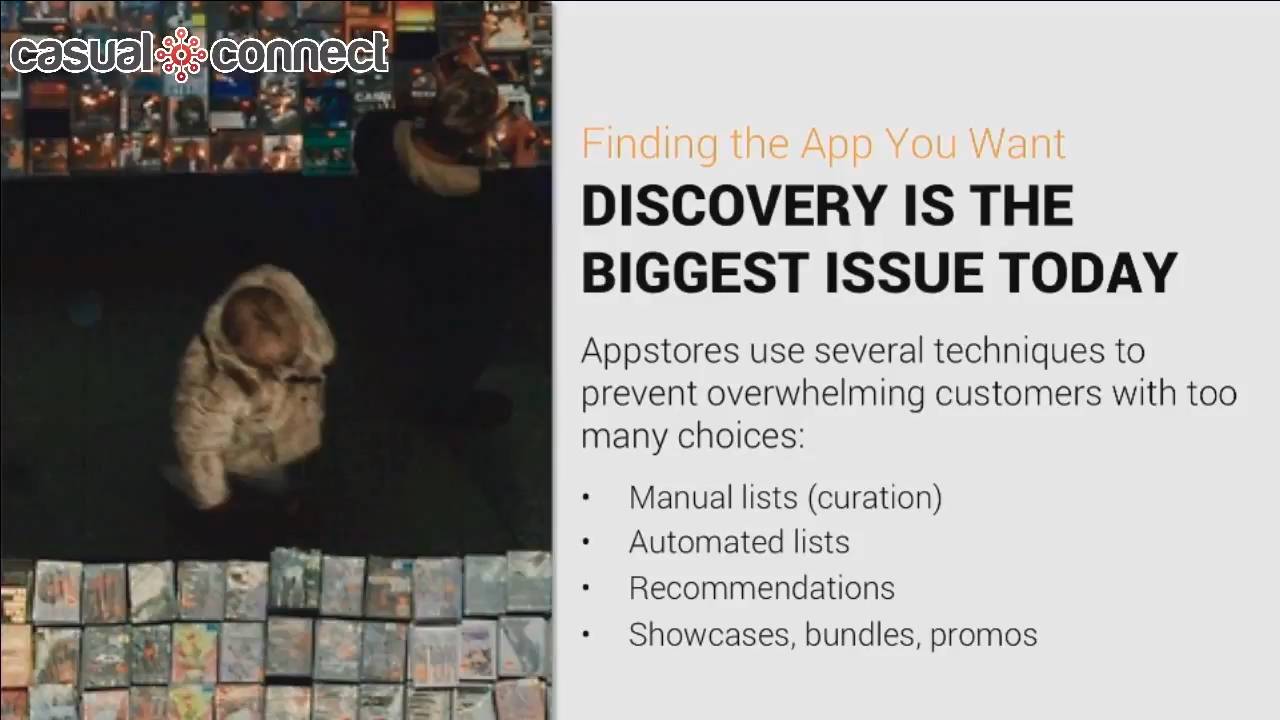 casual connect
Finding the App You Want
DISCOVERY IS THE
BIGGEST ISSUE TODAY
Appstores use several techniques to
prevent overwhelming customers with too
many choices:
• Manual lists (curation)
• Automated lists
• Recommendations
• Showcases, bundles, promos